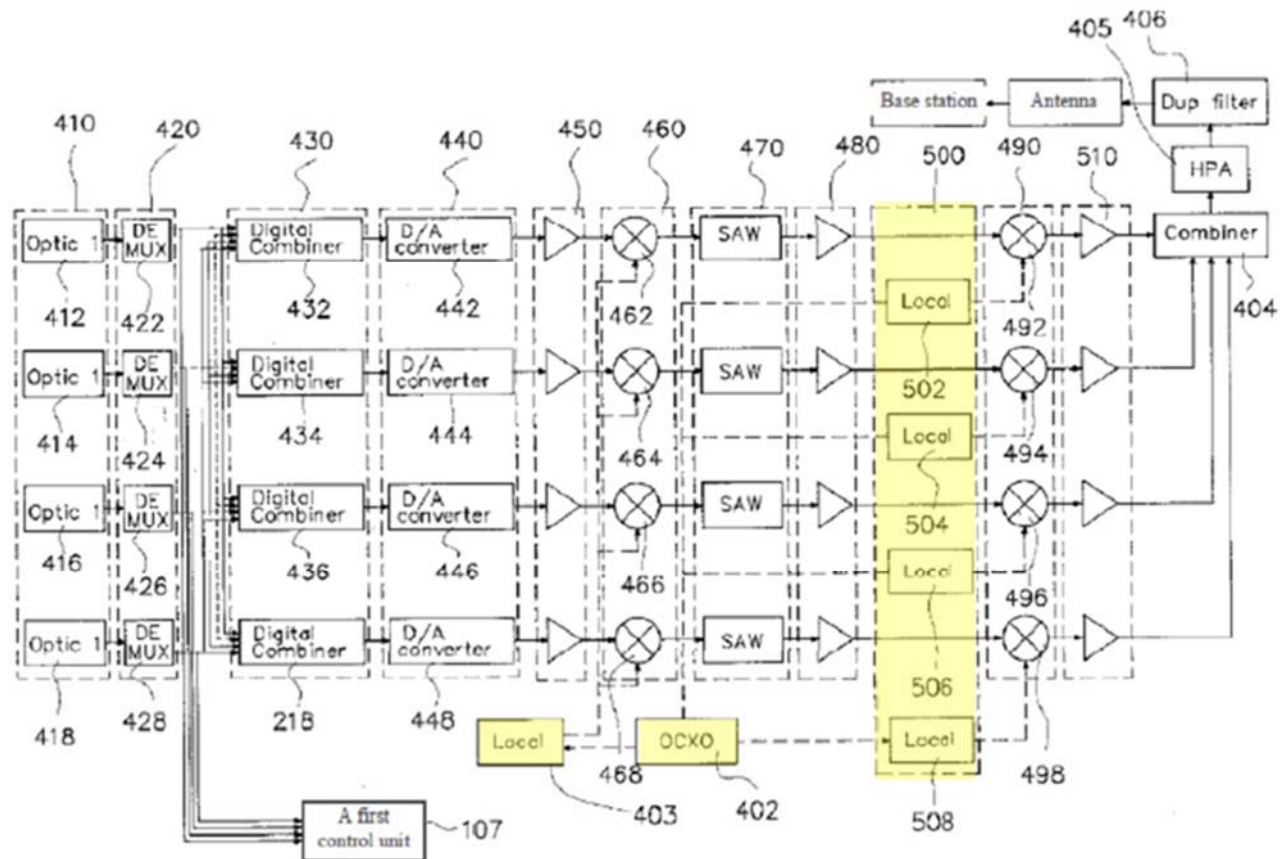 406
405
Base station
Antenna
Dup filter
410
420
430
440
450
460
470
480
500
490
510
HPA
Optic 1
DE
MUX
Digital
Combiner
D/A
converter
SAW
Combiner
412
422
432
442
462
Local
502
492
404
Optic 1
DE
MUX
Digital
Combiner
D/A
converter
SAW
414
424
434
444
464
Local
504
494
Optic 1
DE
MUX
Digital
Combiner
D/A
converter
SAW
416
426
436
446
466
Local
506
496
Optic 1
DE
MUX
Digital
Combiner
D/A
converter
SAW
418
428
218
448
468
Local
403
OCXO
402
Local
508
498
A first
control unit
107